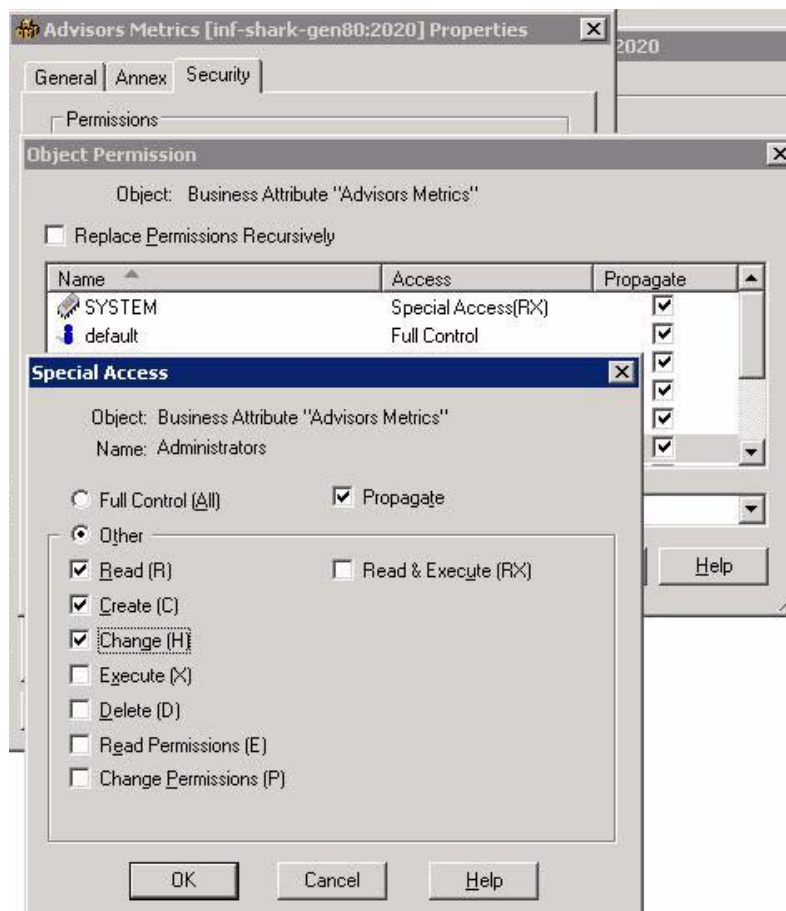 Advisors Metrics [inf-shark-gen80:2020] Properties
2020
General Annex Security
Permissions
Object Permission
Object: Business Attribute "Advisors Metrics"
Replace Permissions Recursively
Name Access Propagate
SYSTEM Special Access(RX)
default Full Control
Special Access
Object: Business Attribute "Advisors Metrics"
Name: Administrators
Full Control (All) Propagate
Other
Read (R) Read & Execute (RX)
Create (C)
Change (H)
Execute (X)
Delete (D)
Read Permissions (E)
Change Permissions (P)
Help
OK Cancel Help